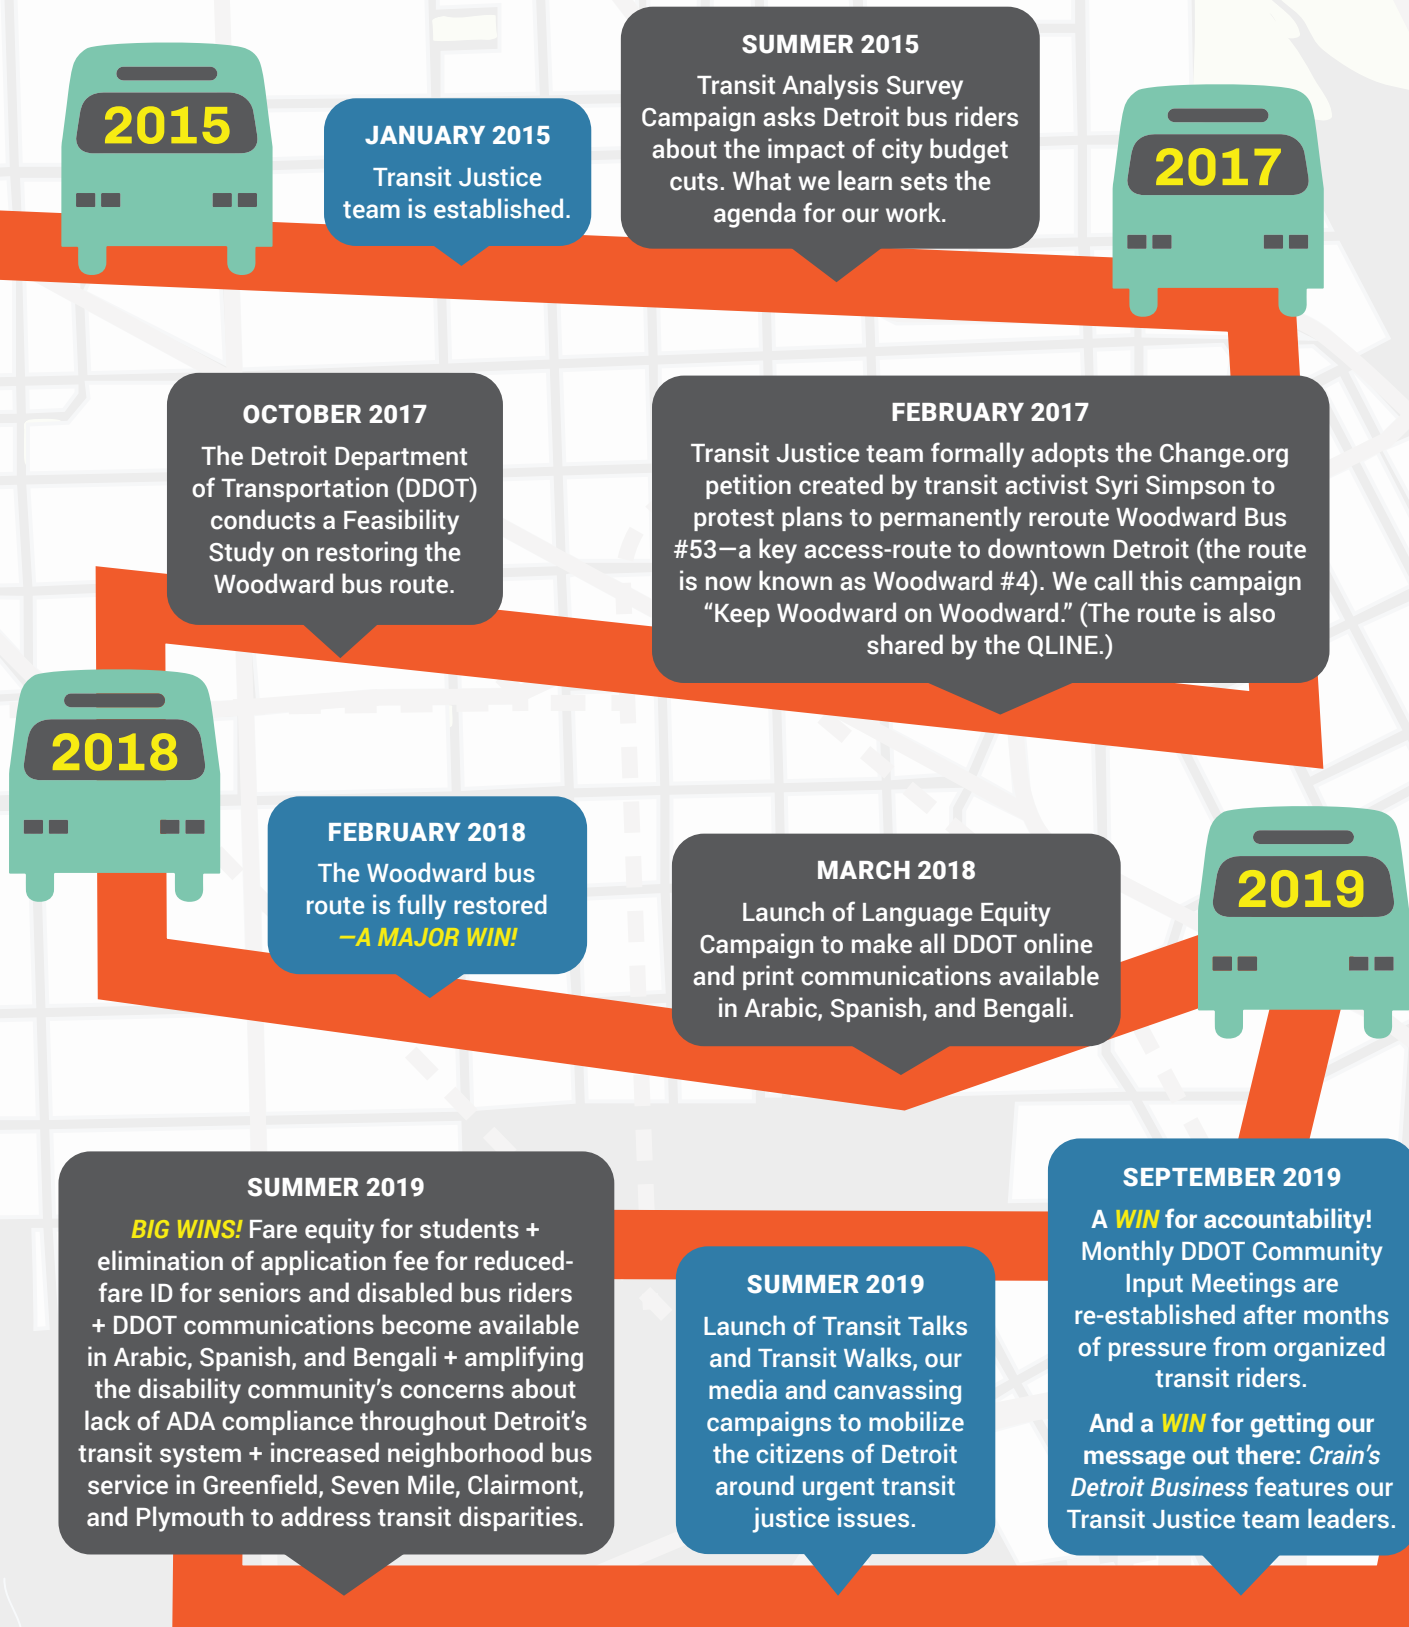 2015
JANUARY 2015
Transit Justice
team is established.
SUMMER 2015
Transit Analysis Survey
Campaign asks Detroit bus riders
about the impact of city budget
cuts. What we learn sets the
agenda for our work.
2017
FEBRUARY 2017
Transit Justice team formally adopts the Change.org
petition created by transit activist Syri Simpson to
protest plans to permanently reroute Woodward Bus
#53—a key access-route to downtown Detroit (the route
is now known as Woodward #4). We call this campaign
“Keep Woodward on Woodward.” (The route is also
shared by the QLINE.)
OCTOBER 2017
The Detroit Department
of Transportation (DDOT)
conducts a Feasibility
Study on restoring the
Woodward bus route.
2018
FEBRUARY 2018
The Woodward bus
route is fully restored
—A MAJOR WIN!
MARCH 2018
Launch of Language Equity
Campaign to make all DDOT online
and print communications available
in Arabic, Spanish, and Bengali.
2019
SUMMER 2019
BIG WINS! Fare equity for students +
elimination of application fee for reduced-
fare ID for seniors and disabled bus riders
+ DDOT communications become available
in Arabic, Spanish, and Bengali + amplifying
the disability community’s concerns about
lack of ADA compliance throughout Detroit’s
transit system + increased neighborhood bus
service in Greenfield, Seven Mile, Clairmont,
and Plymouth to address transit disparities.
SUMMER 2019
Launch of Transit Talks
and Transit Walks, our
media and canvassing
campaigns to mobilize
the citizens of Detroit
around urgent transit
justice issues.
SEPTEMBER 2019
A WIN for accountability!
Monthly DDOT Community
Input Meetings are
re-established after months
of pressure from organized
transit riders.
And a WIN for getting our
message out there: Crain’s
Detroit Business features our
Transit Justice team leaders.